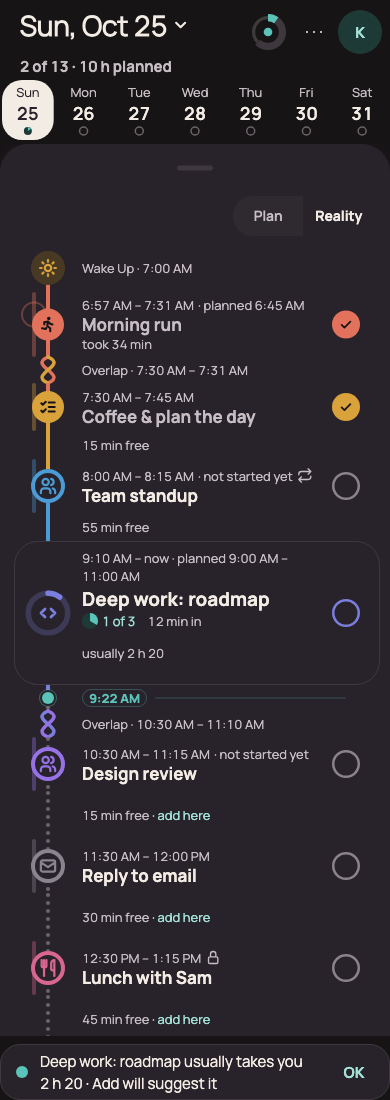 Sun, Oct 25
K
2 of 13 · 10 h planned
Sun Mon Tue Wed Thu Fri Sat
25 26 27 28 29 30 31
Plan Reality
Wake Up · 7:00 AM
6:57 AM – 7:31 AM · planned 6:45 AM
Morning run
took 34 min
Overlap · 7:30 AM – 7:31 AM
7:30 AM – 7:45 AM
Coffee & plan the day
15 min free
8:00 AM – 8:15 AM · not started yet
Team standup
55 min free
9:10 AM – now · planned 9:00 AM –
11:00 AM
Deep work: roadmap
1 of 3 12 min in
usually 2 h 20
9:22 AM
Overlap · 10:30 AM – 11:10 AM
10:30 AM – 11:15 AM · not started yet
Design review
15 min free · add here
11:30 AM – 12:00 PM
Reply to email
30 min free · add here
12:30 PM – 1:15 PM
Lunch with Sam
45 min free · add here
Deep work: roadmap usually takes you
2 h 20 · Add will suggest it
OK